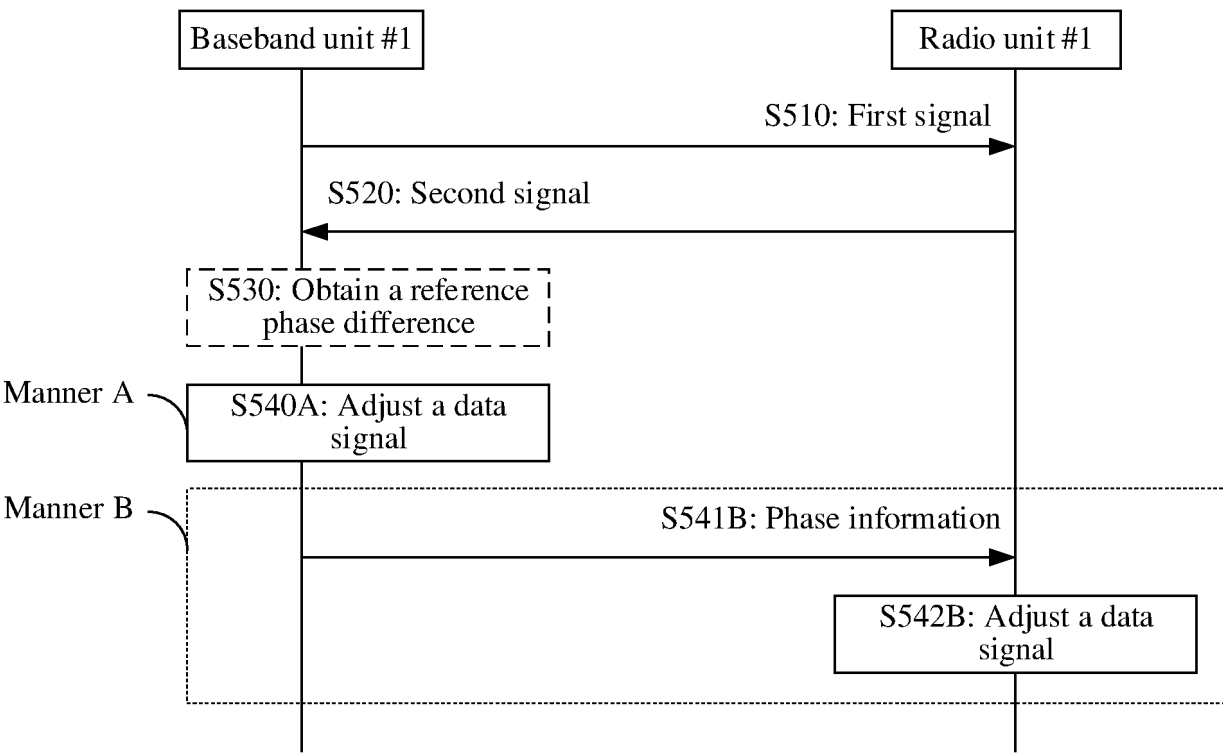 Baseband unit #1
Radio unit #1
S510: First signal
S520: Second signal
S530: Obtain a reference
phase difference
Manner A
S540A: Adjust a data
signal
Manner B
S541B: Phase information
S542B: Adjust a data
signal